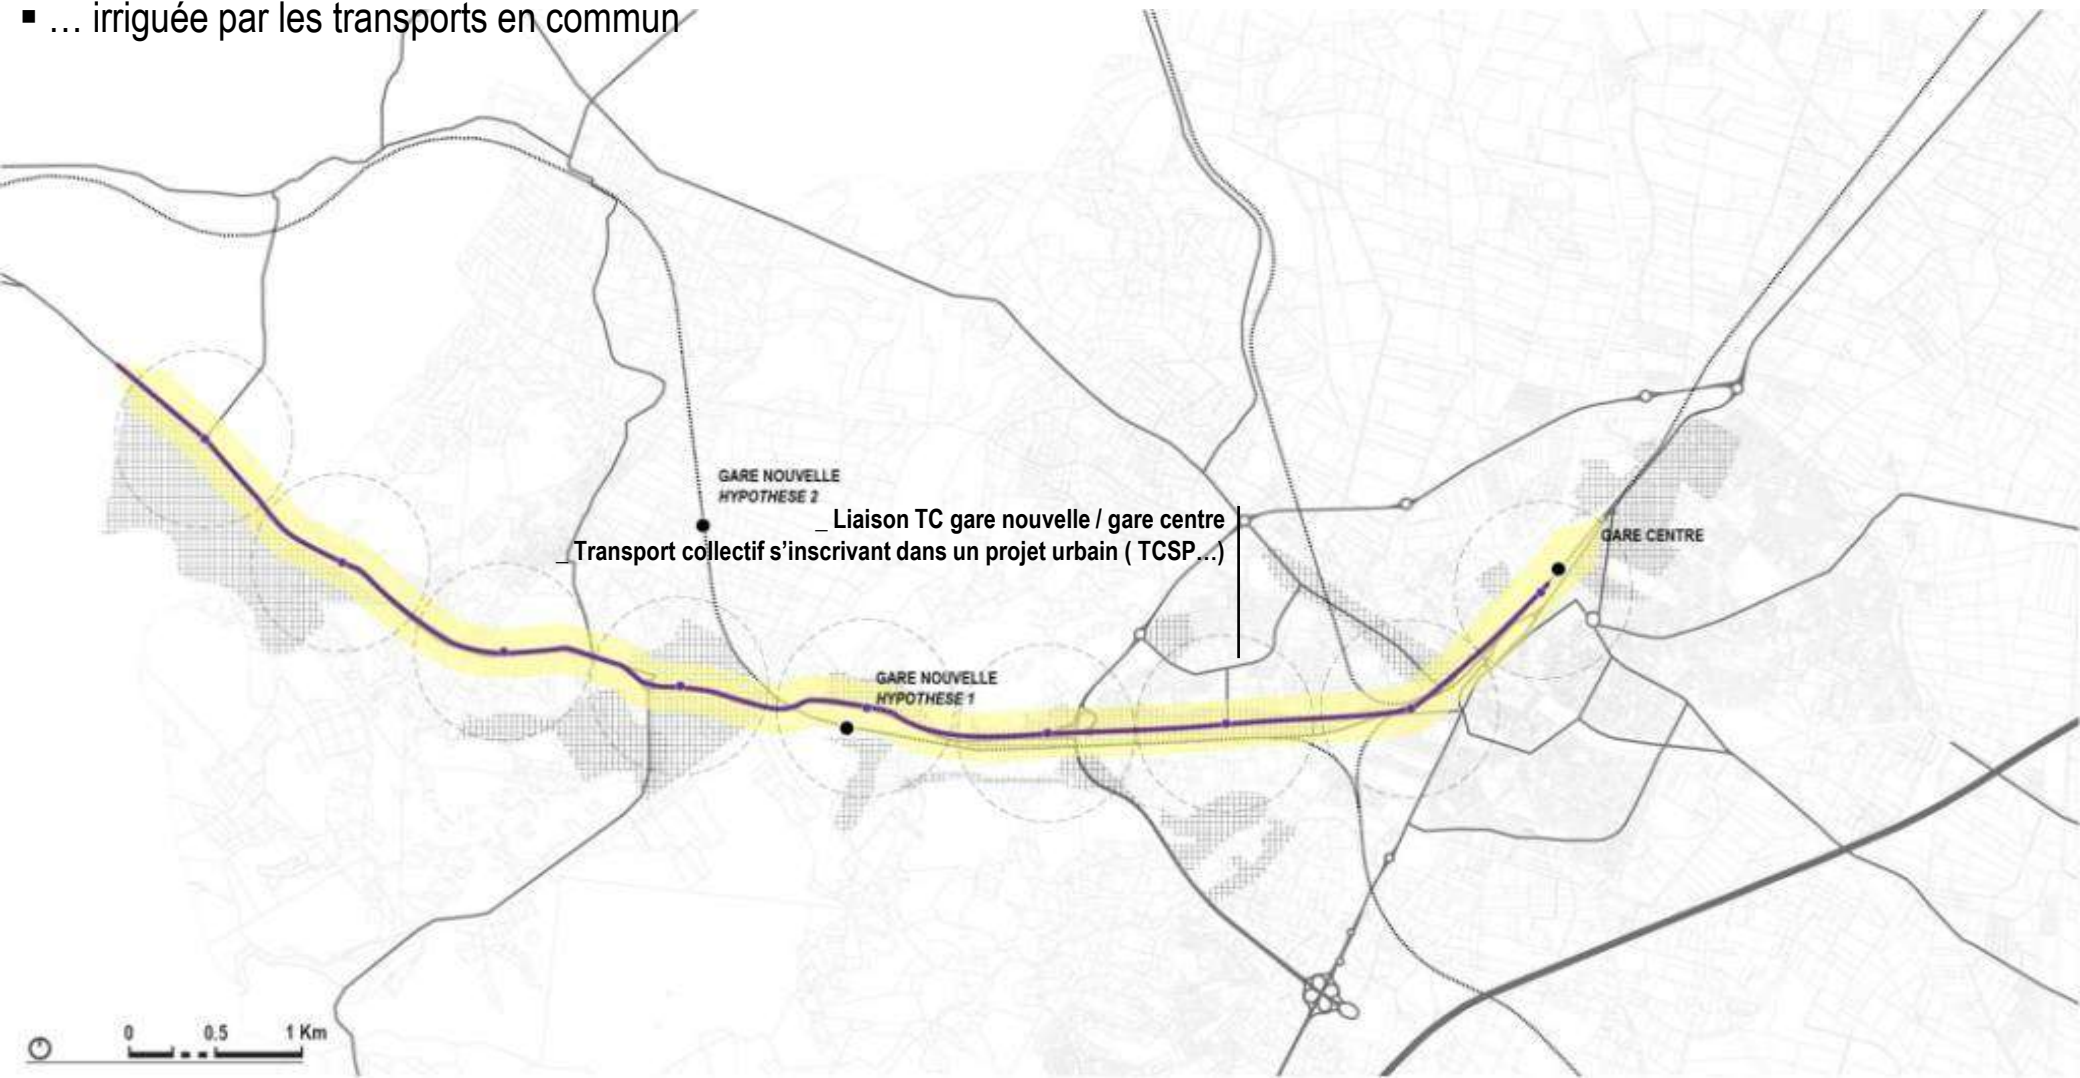 ▪ … irriguée par les transports en commun
GARE NOUVELLE
HYPOTHESE 2
_ Liaison TC gare nouvelle / gare centre
_ Transport collectif s’inscrivant dans un projet urbain ( TCSP…)
GARE CENTRE
GARE NOUVELLE
HYPOTHESE 1
0 0.5 1 Km